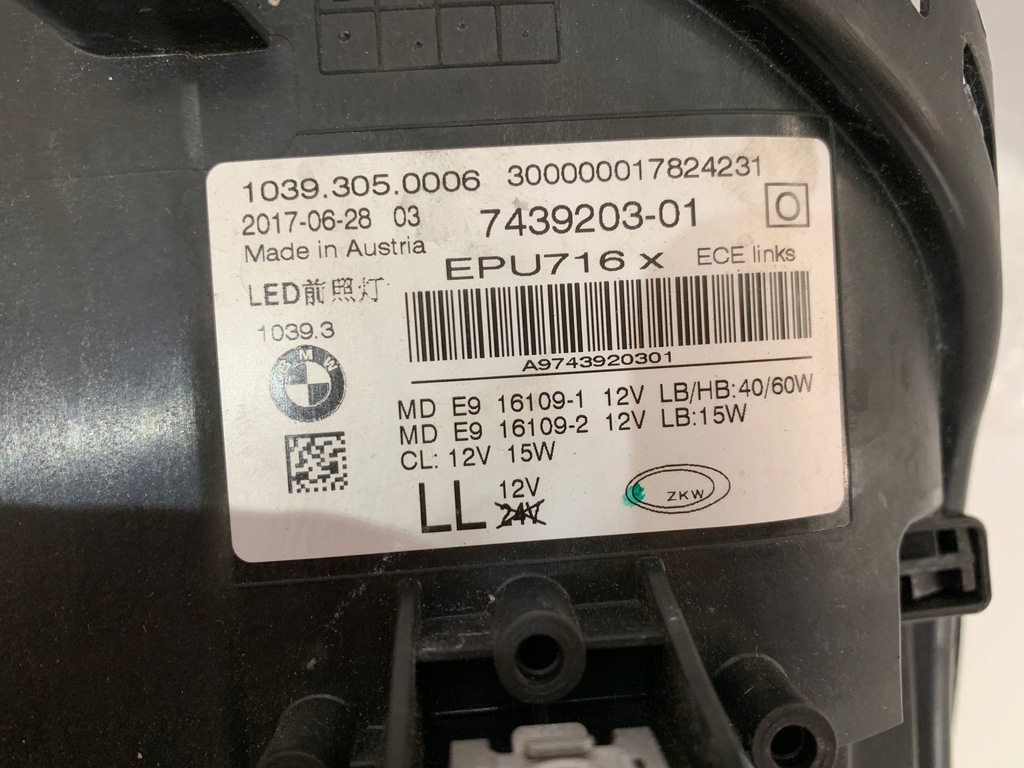 1039.305.0006 300000017824231
2017-06-28 03 7439203-01 O
Made in Austria
EPU716 x ECE links
LED前照灯
1039.3
BMW
A9743920301
MD E9 16109-1 12V LB/HB:40/60W
MD E9 16109-2 12V LB:15W
CL: 12V 15W
LL 12V
24V
ZKW